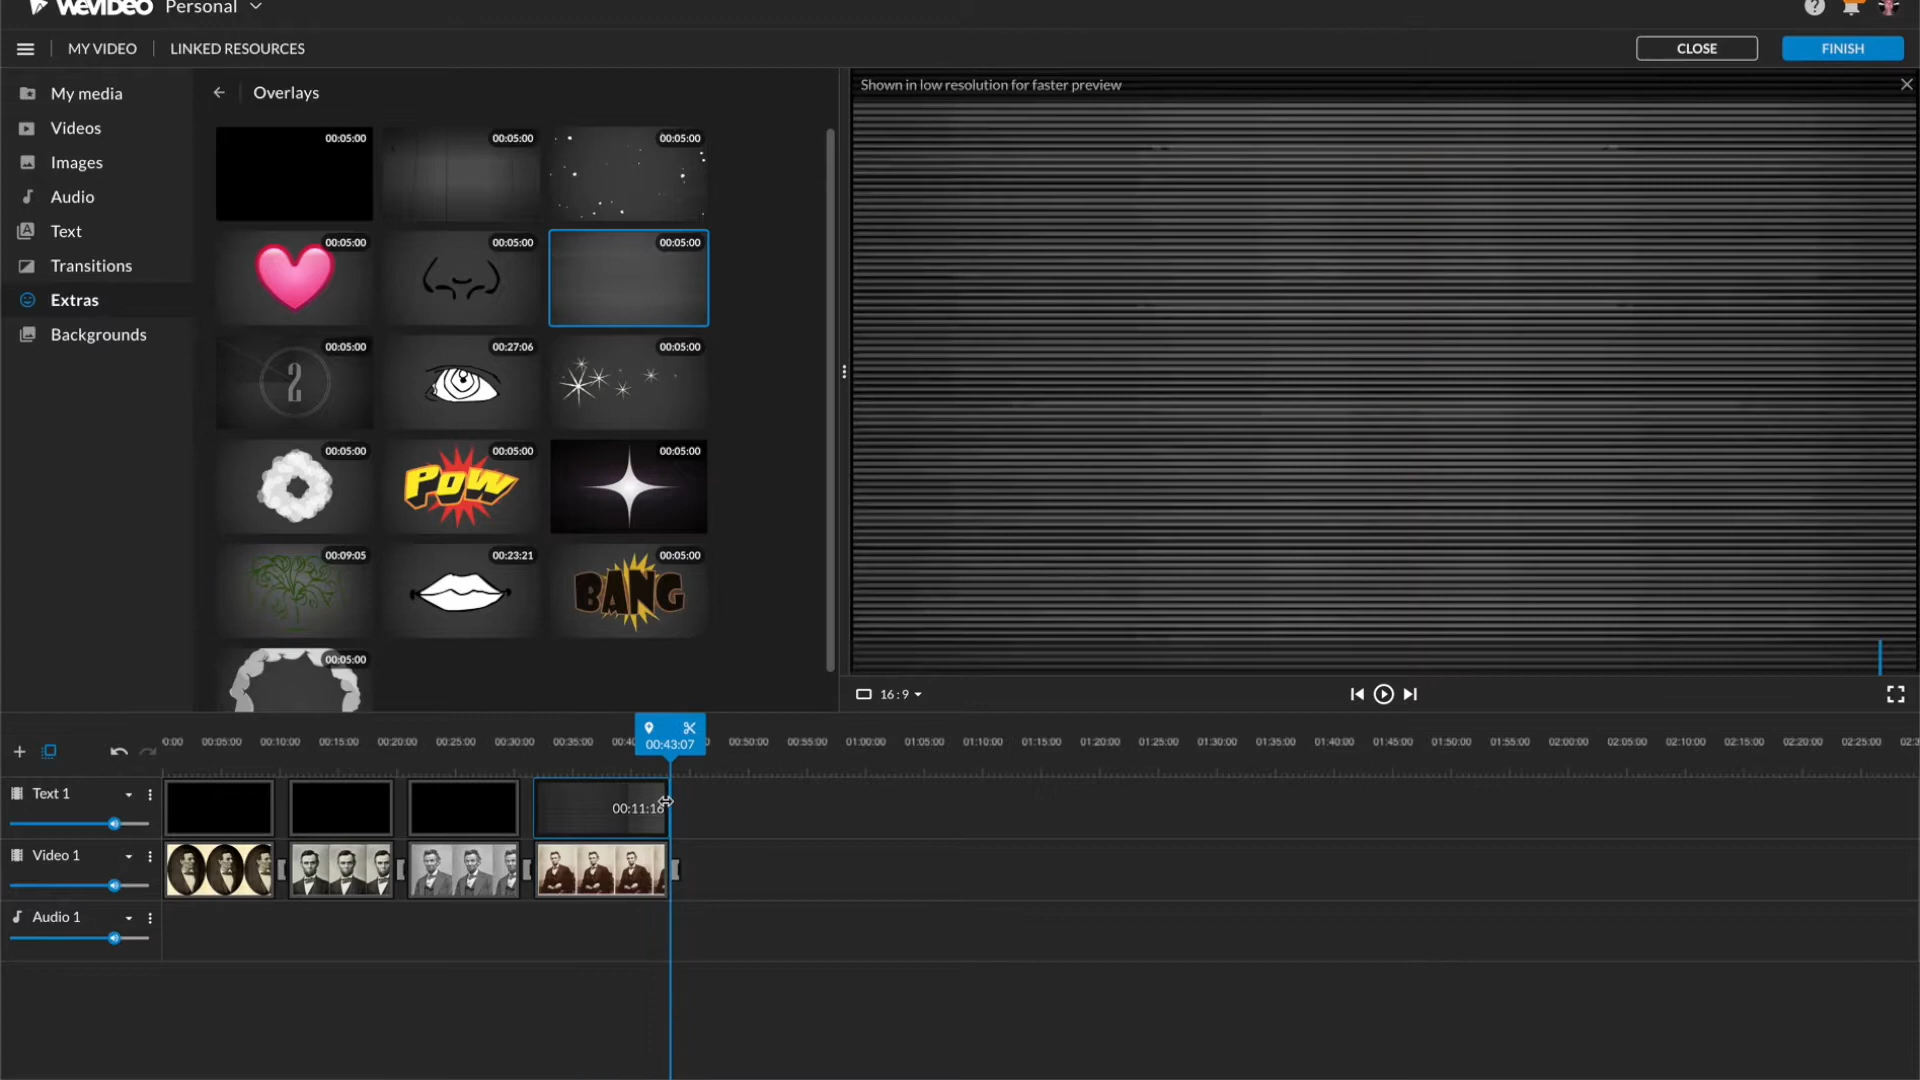 WEVIDEO Personal
MY VIDEO LINKED RESOURCES CLOSE FINISH
My media
Videos
Images
Audio
Text
Transitions
Extras
Backgrounds
Overlays
00:05:00 00:05:00 00:05:00
00:05:00 00:05:00 00:05:00
00:05:00 00:27:06 00:05:00
2
00:05:00 00:05:00 00:05:00
POW
00:09:05 00:23:21 00:05:00
BANG
00:05:00
Shown in low resolution for faster preview
16:9
0:00 00:05:00 00:10:00 00:15:00 00:20:00 00:25:00 00:30:00 00:35:00 00:4 00:43:07 00:50:00 00:55:00 01:00:00 01:05:00 01:10:00 01:15:00 01:20:00 01:25:00 01:30:00 01:35:00 01:40:00 01:45:00 01:50:00 01:55:00 02:00:00 02:05:00 02:10:00 02:15:00 02:20:00 02:25:00 02:3
Text 1
00:11:16
Video 1
Audio 1